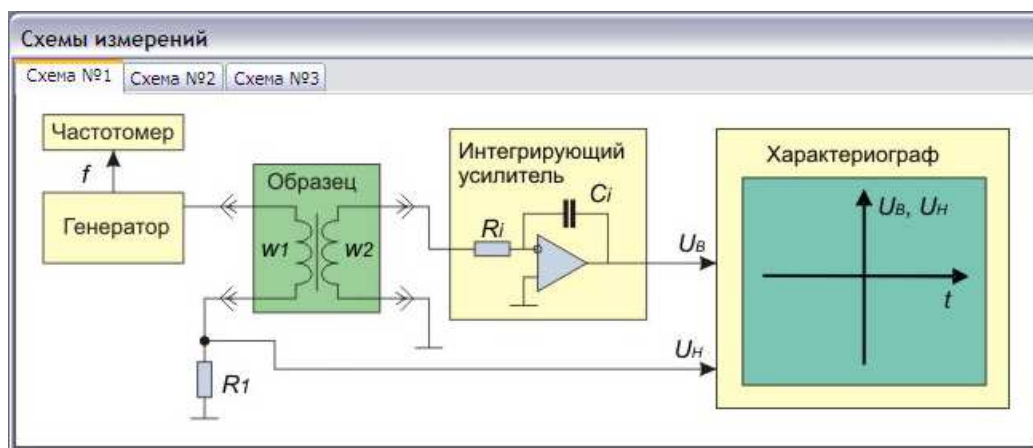 Схемы измерений
Схема №1 Схема №2 Схема №3
Частотомер
f
Генератор
Образец
w1 w2
Интегрирующий
усилитель
Ci
Ri
R1
UB
UH
Характериограф
UB, UH
t